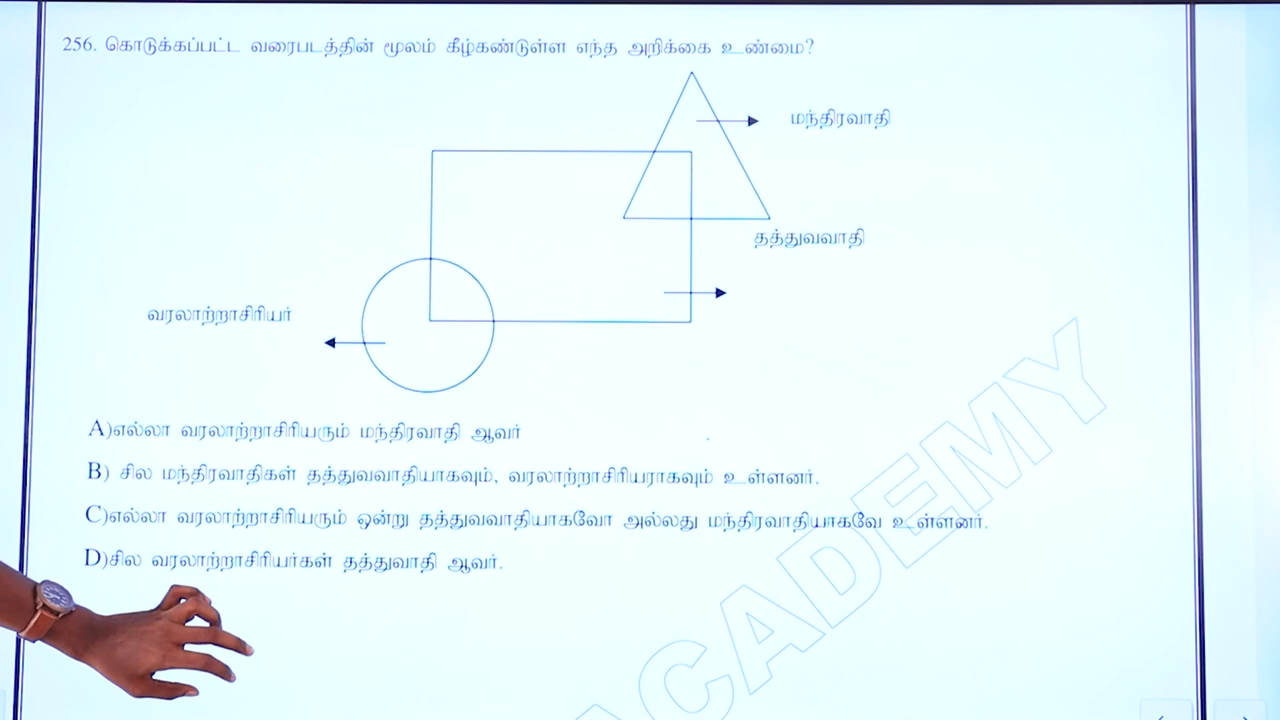 256. கொடுக்கப்பட்ட வரைபடத்தின் மூலம் கீழ்கண்டுள்ள எந்த அறிக்கை உண்மை?
மந்திரவாதி
தத்துவவாதி
வரலாற்றாசிரியர்
A)எல்லா வரலாற்றாசிரியரும் மந்திரவாதி ஆவர்
B) சில மந்திரவாதிகள் தத்துவவாதியாகவும், வரலாற்றாசிரியராகவும் உள்ளனர்.
C)எல்லா வரலாற்றாசிரியரும் ஒன்று தத்துவவாதியாகவோ அல்லது மந்திரவாதியாகவே உள்ளனர்.
D)சில வரலாற்றாசிரியர்கள் தத்துவாதி ஆவர்.
ACADEMY